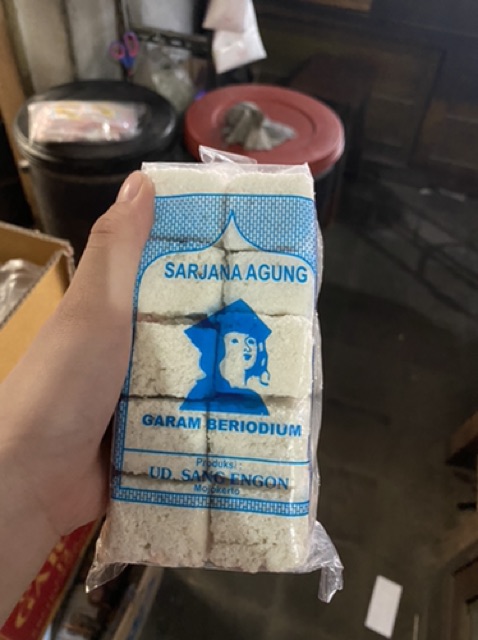 SARJANA AGUNG
GARAM BERIODIUM
Produksi :
UD. SANG ENGON
Mojokerto